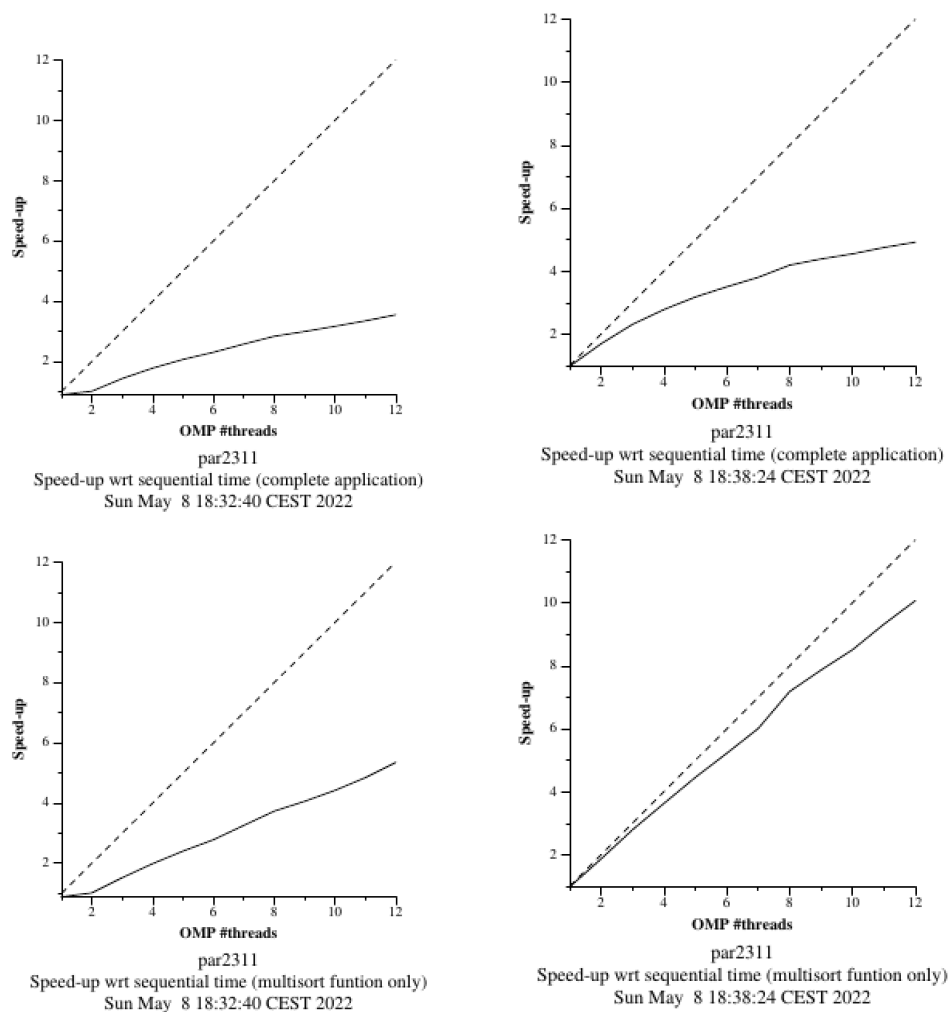 12
10
8
6
4
2
Speed-up
2 4 6 8 10 12
OMP #threads
par2311
Speed-up wrt sequential time (complete application)
Sun May 8 18:32:40 CEST 2022
12
10
8
6
4
2
Speed-up
2 4 6 8 10 12
OMP #threads
par2311
Speed-up wrt sequential time (complete application)
Sun May 8 18:38:24 CEST 2022
12
10
8
6
4
2
Speed-up
2 4 6 8 10 12
OMP #threads
par2311
Speed-up wrt sequential time (multisort funtion only)
Sun May 8 18:32:40 CEST 2022
12
10
8
6
4
2
Speed-up
2 4 6 8 10 12
OMP #threads
par2311
Speed-up wrt sequential time (multisort funtion only)
Sun May 8 18:38:24 CEST 2022